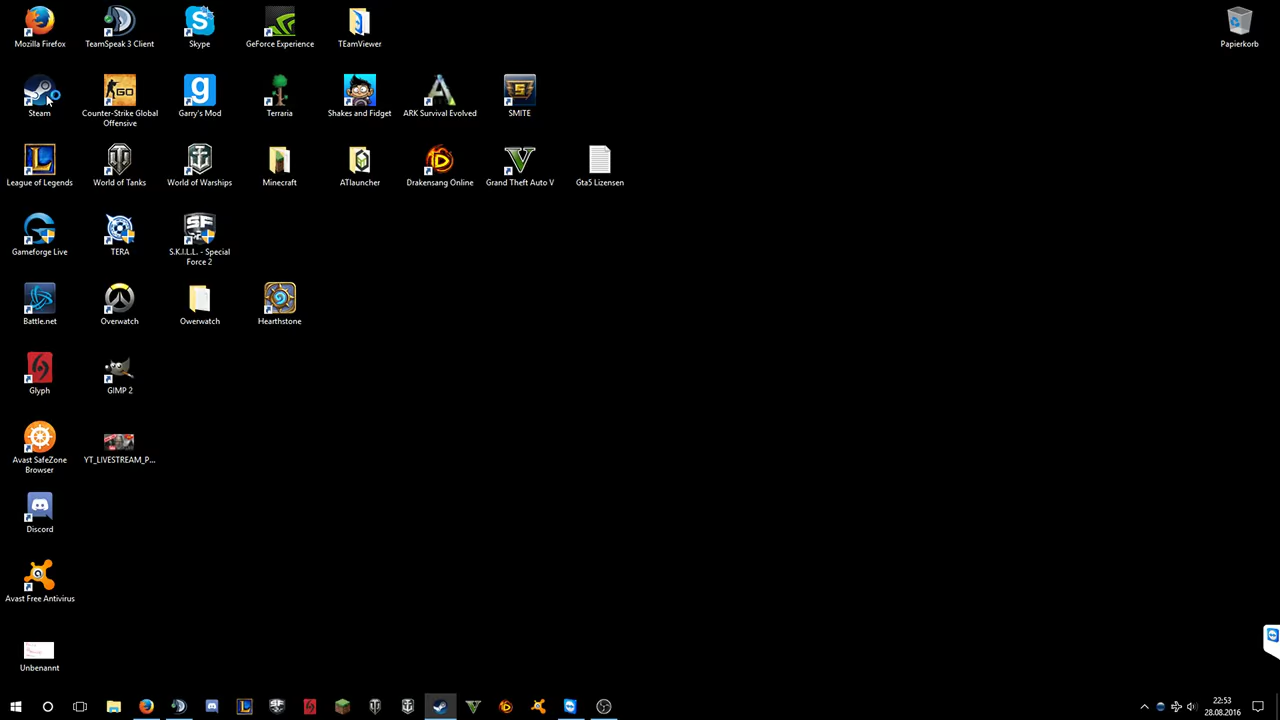 Mozilla Firefox
TeamSpeak 3 Client
Skype
GeForce Experience
TEamViewer
Papierkorb
Steam
Counter-Strike Global
Offensive
Garry's Mod
Terraria
Shakes and Fidget
ARK Survival Evolved
SMITE
League of Legends
World of Tanks
World of Warships
Minecraft
ATlauncher
Drakensang Online
Grand Theft Auto V
Gta5 Lizensen
Gameforge Live
TERA
S.K.I.L.L. - Special
Force 2
Battle.net
Overwatch
Owerwatch
Hearthstone
Glyph
GIMP 2
Avast SafeZone
Browser
YT_LIVESTREAM_P...
Discord
Avast Free Antivirus
Unbenannt
22:53
28.08.2016